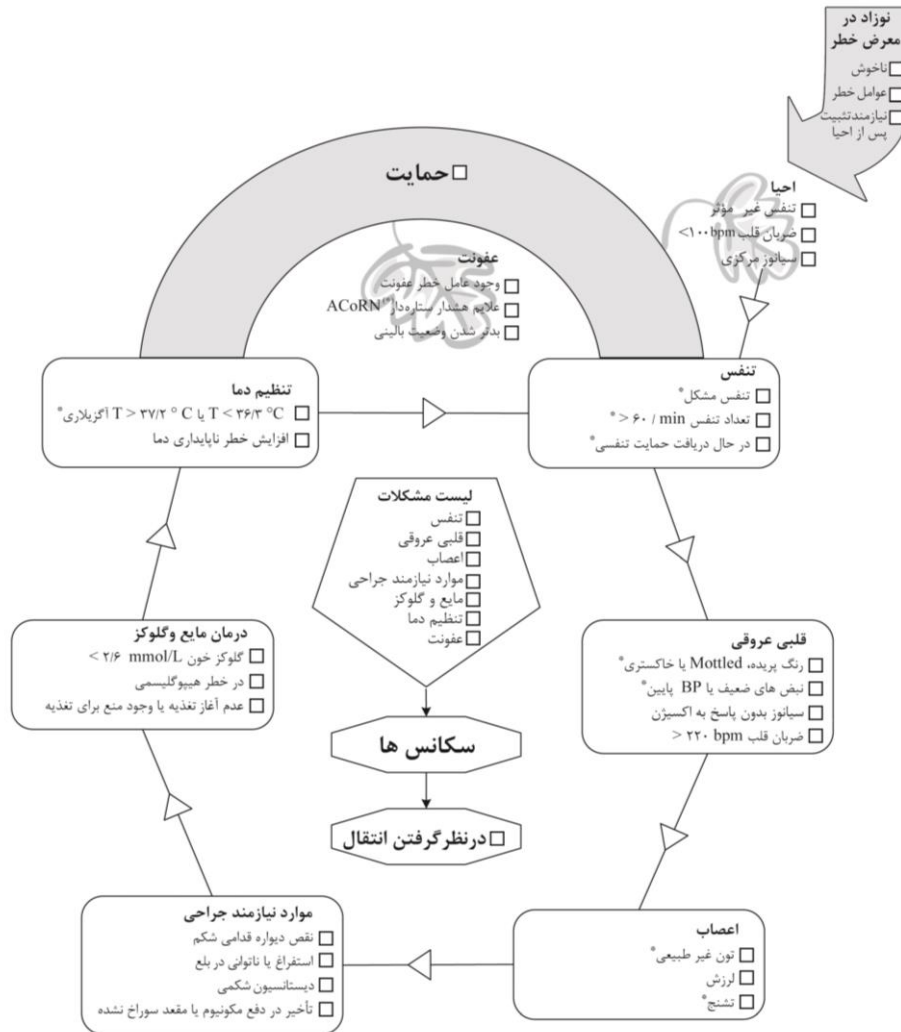 نوزاد در
معرض خطر
ناخوش
عوامل خطر
نیازمندتثبیت
پس از احیا
حمایت
احیا
تنفس غیر مؤثر
ضربان قلب ۱۰۰bpm>
سیانوز مرکزی
عفونت
وجود عامل خطر عفونت
علایم هشدار ستاره‌دار* ACoRN
بدتر شدن وضعیت بالینی
تنفس
تنفس مشکل*
تعداد تنفس ۶۰ / min < *
در حال دریافت حمایت تنفسی*
تنظیم دما
T < ۳۶/۳ °C یا T > ۳۷/۲ ° C آگزیلاری*
افزایش خطر ناپایداری دما
لیست مشکلات
تنفس
قلبی عروقی
اعصاب
موارد نیازمند جراحی
مایع و گلوکز
تنظیم دما
عفونت
قلبی عروقی
رنگ پریده، Mottled یا خاکستری*
نبض های ضعیف یا BP پایین*
سیانوز بدون پاسخ به اکسیژن
ضربان قلب ۲۲۰ bpm <
درمان مایع وگلوکز
گلوکز خون ۲/۶ mmol/L >
در خطر هیپوگلیسمی
عدم آغاز تغذیه یا وجود منع برای تغذیه
سکانس ها
درنظرگرفتن انتقال
اعصاب
تون غیر طبیعی*
لرزش
تشنج*
موارد نیازمند جراحی
نقص دیواره قدامی شکم
استفراغ یا ناتوانی در بلع
دیستانسیون شکمی
تأخیر در دفع مکونیوم یا مقعد سوراخ نشده